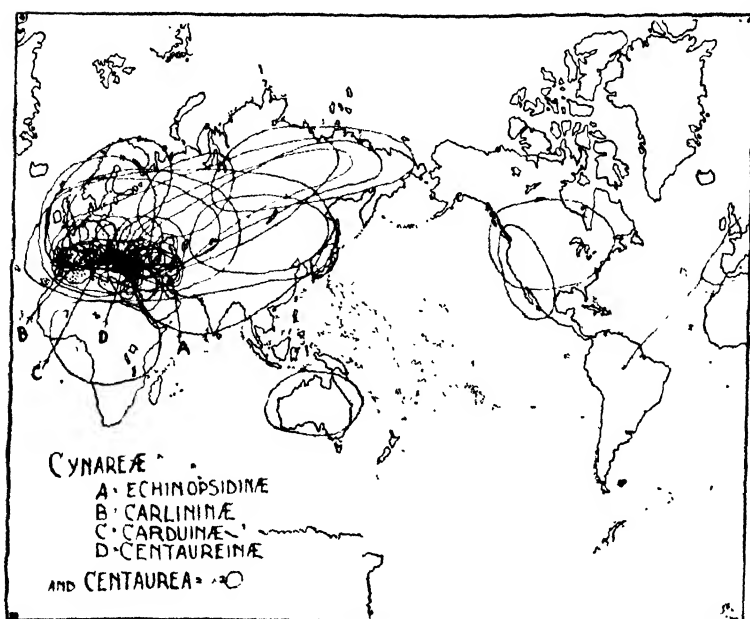 B
C
D
A
CYNAREÆ
A · ECHINOPSIDINÆ
B · CARLININÆ
C · CARDUINÆ
D · CENTAUREINÆ
AND CENTAUREA =